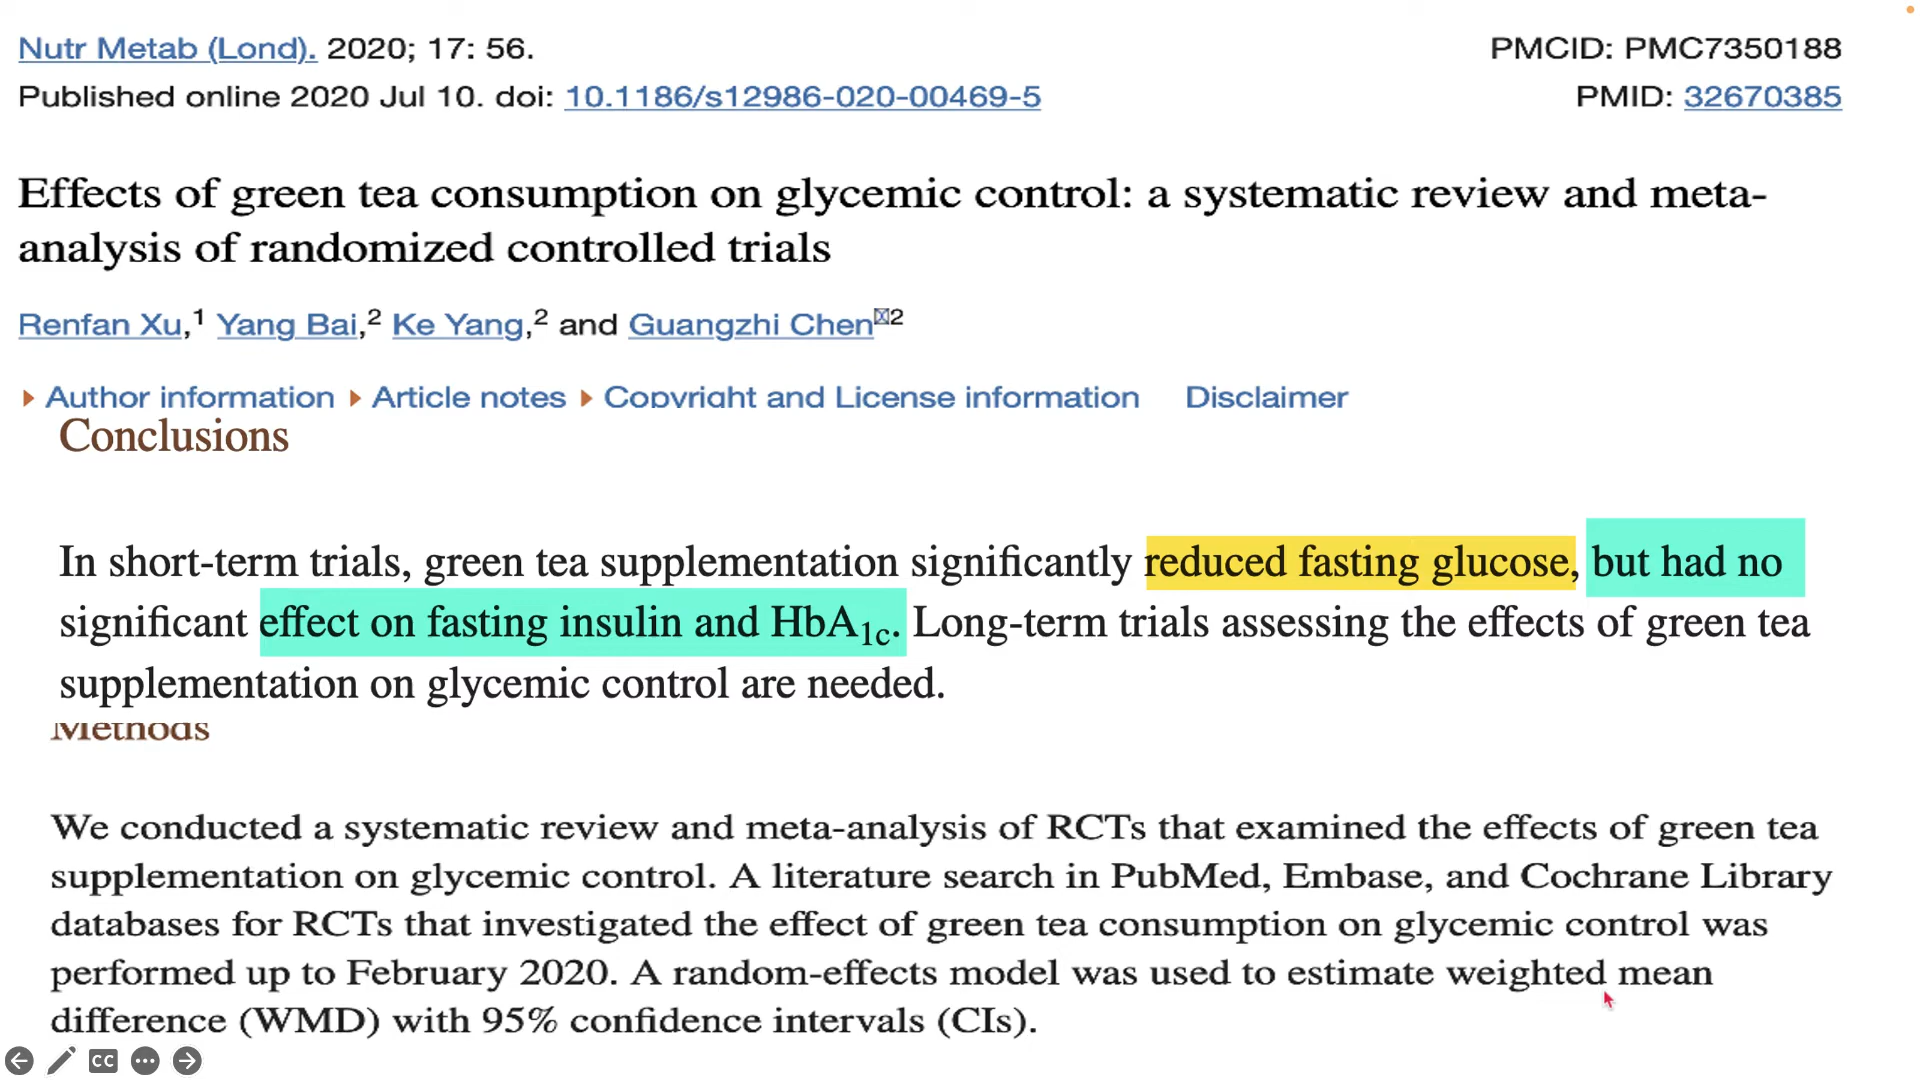 Nutr Metab (Lond). 2020; 17: 56.
PMCID: PMC7350188
Published online 2020 Jul 10. doi: 10.1186/s12986-020-00469-5
PMID: 32670385
Effects of green tea consumption on glycemic control: a systematic review and meta-
analysis of randomized controlled trials
Renfan Xu,1 Yang Bai,2 Ke Yang,2 and Guangzhi Chen2
Author information Article notes Copyright and License information Disclaimer
Conclusions
In short-term trials, green tea supplementation significantly reduced fasting glucose, but had no
significant effect on fasting insulin and HbA1c. Long-term trials assessing the effects of green tea
supplementation on glycemic control are needed.
Methods
We conducted a systematic review and meta-analysis of RCTs that examined the effects of green tea
supplementation on glycemic control. A literature search in PubMed, Embase, and Cochrane Library
databases for RCTs that investigated the effect of green tea consumption on glycemic control was
performed up to February 2020. A random-effects model was used to estimate weighted mean
difference (WMD) with 95% confidence intervals (CIs).
CC